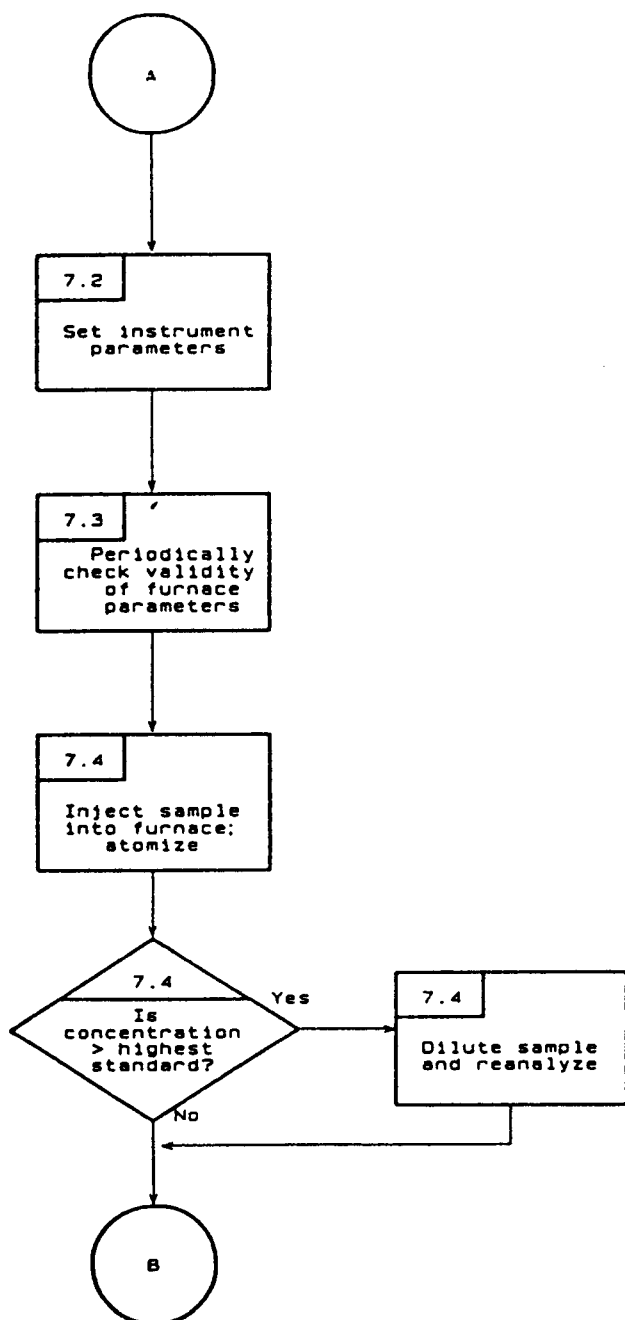 A
7.2
Set instrument
parameters
7.3
Periodically
check validity
of furnace
parameters
7.4
Inject sample
into furnace;
atomize
7.4
Is
concentration
> highest
standard?
Yes
7.4
Dilute sample
and reanalyze
No
B